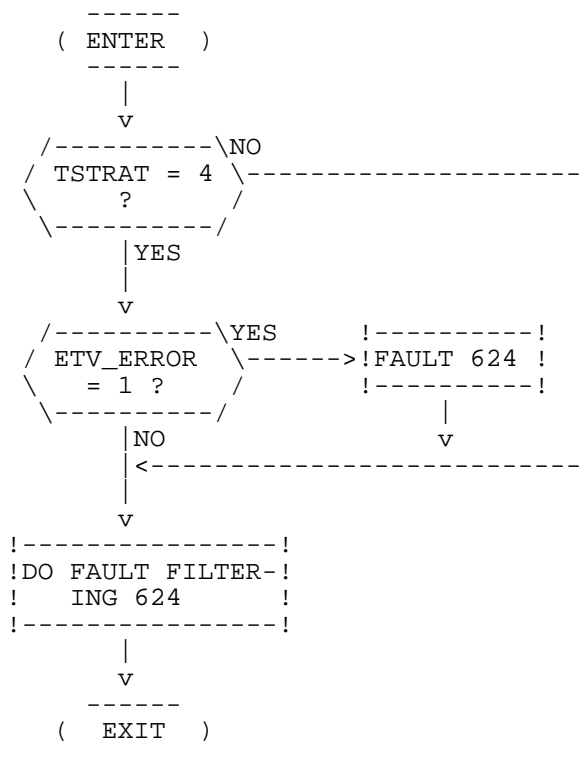 ( ENTER )
NO
TSTRAT = 4
?
YES
YES
ETV_ERROR
= 1 ?
FAULT 624
NO
DO FAULT FILTER-
ING 624
( EXIT )